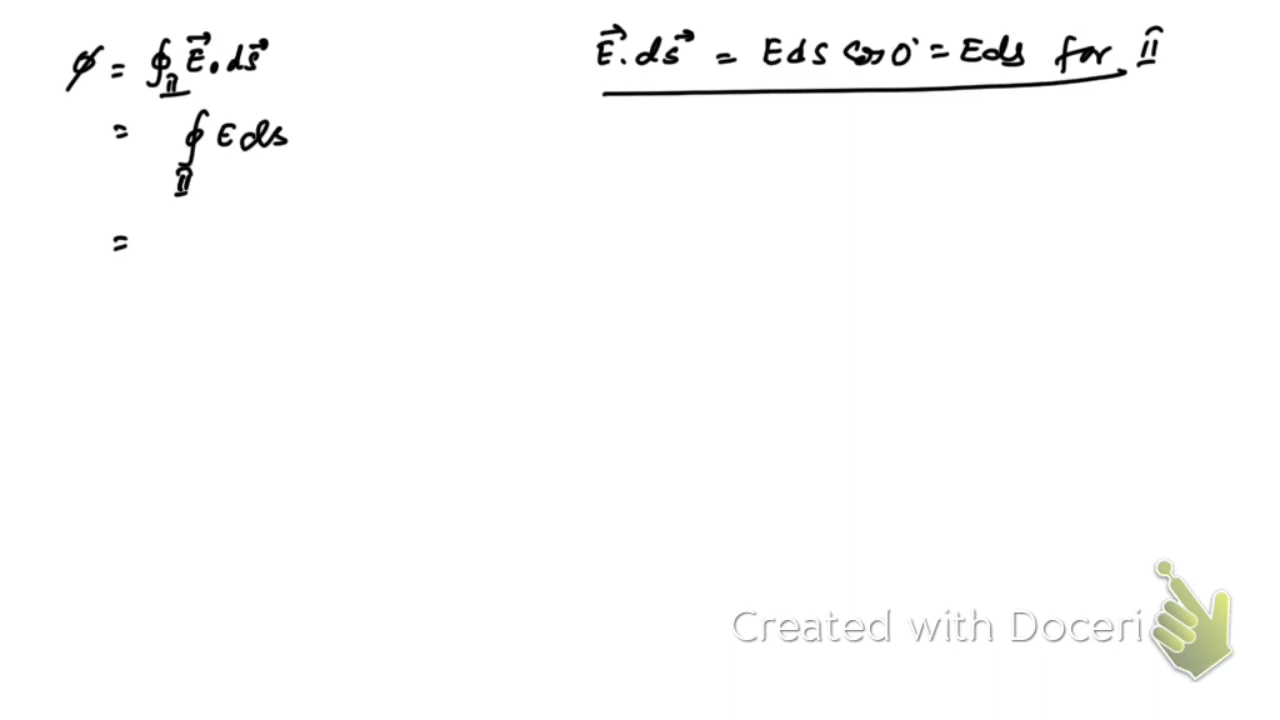 φ = ∮_II E⃗ . ds⃗
E⃗ . ds⃗ = E ds cos 0° = E ds for II
= ∮_II E ds
=
Created with Doceri